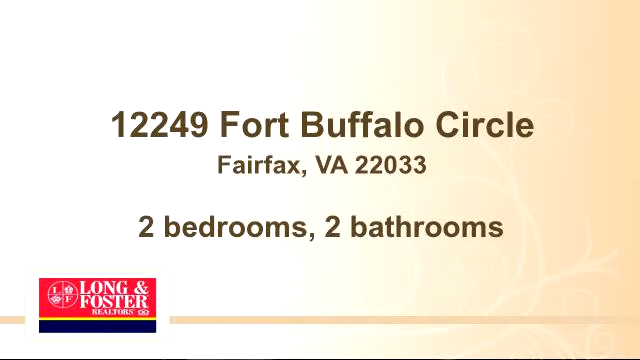 12249 Fort Buffalo Circle
Fairfax, VA 22033
2 bedrooms, 2 bathrooms
LONG &
L F FOSTER
REALTORS